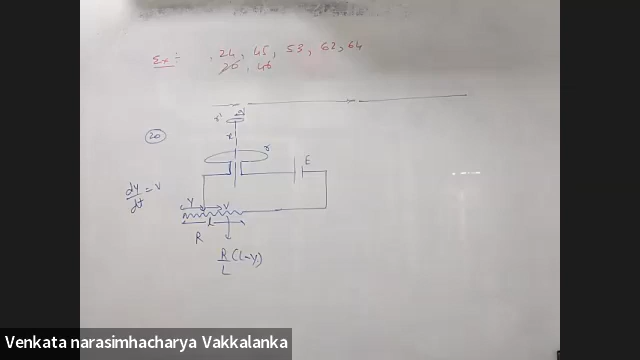 Ex:- 24, 45, 53, 62, 64
20, 46
20
r
E
dy/dt = v
y
v
L
R
R/L (L-y)
Venkata narasimhacharya Vakkalanka